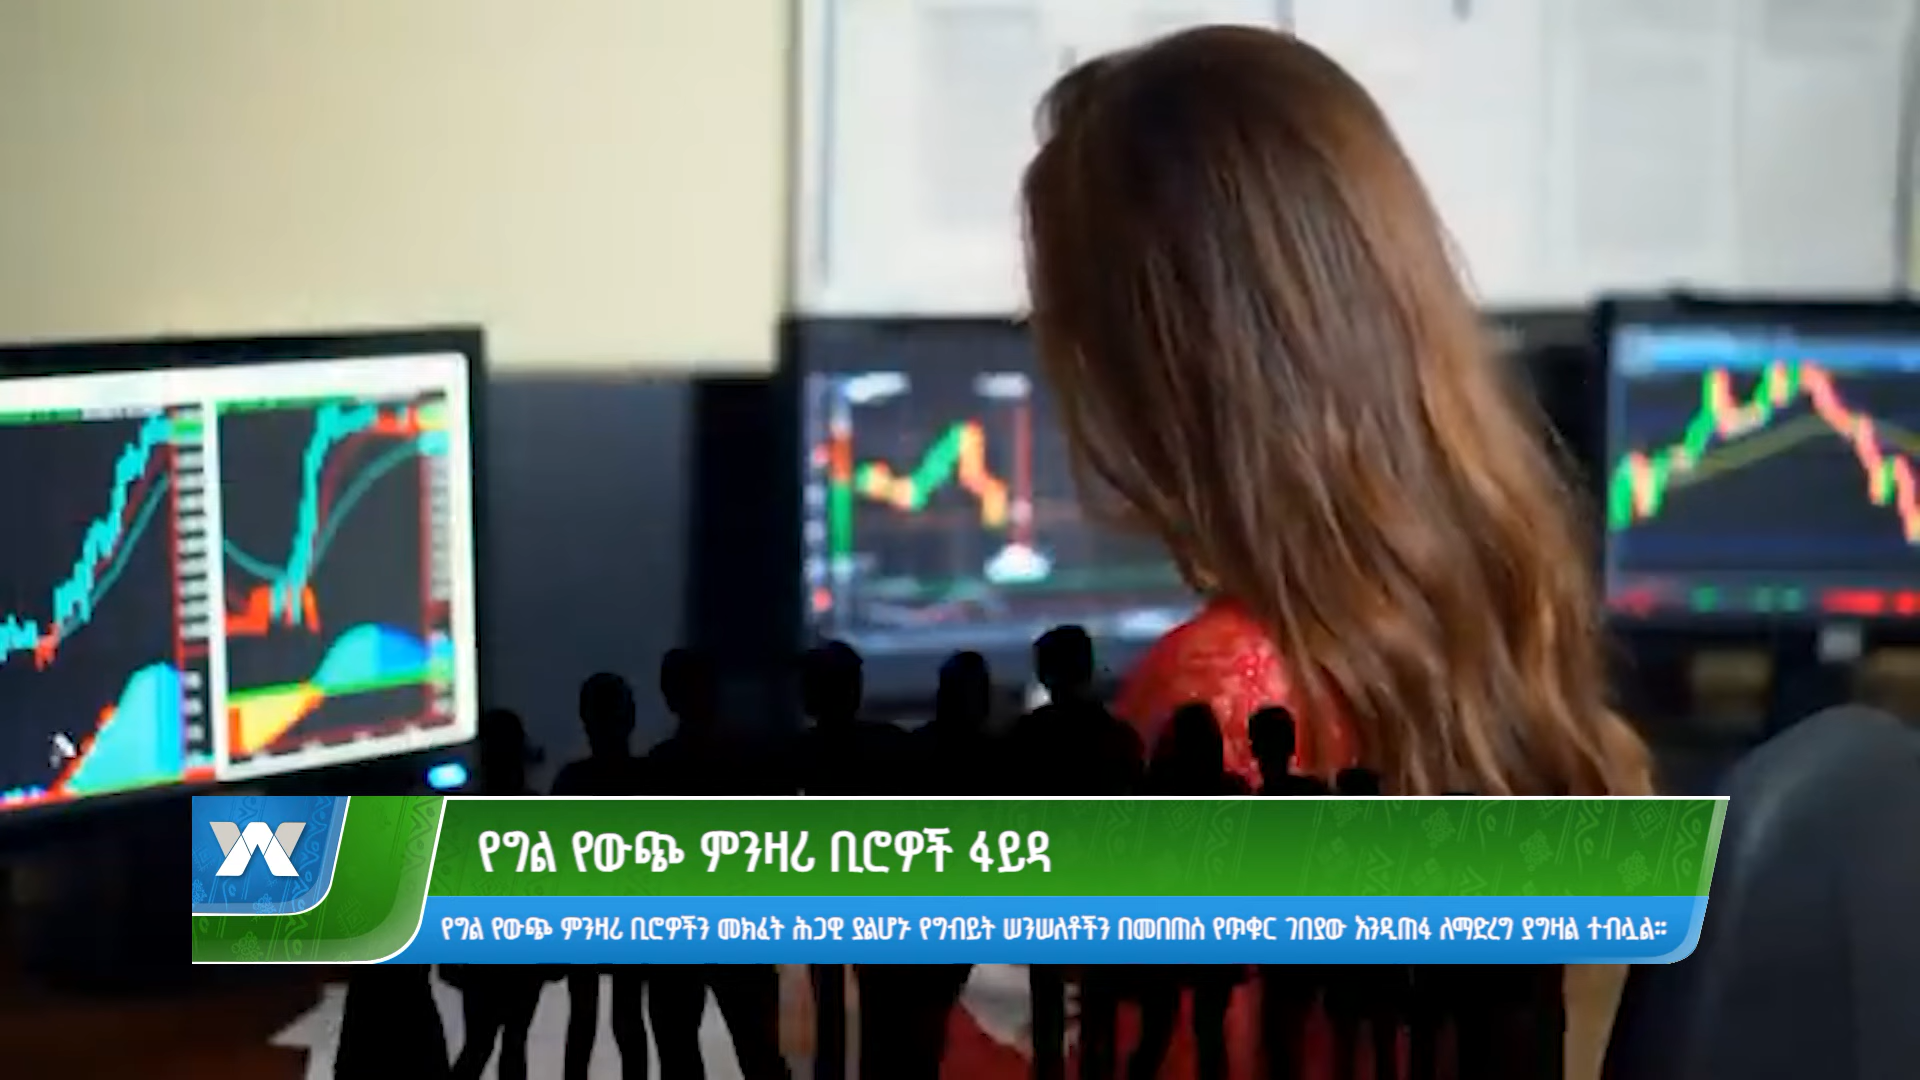 የግል የውጭ ምንዛሪ ቢሮዎች ፋይዳ
የግል የውጭ ምንዛሪ ቢሮዎችን መክፈት ሕጋዊ ያልሆኑ የግብይት ሠንሠለቶችን በመበጠስ የጥቁር ገበያው እንዲጠፋ ለማድረግ ያግዛል ተብሏል።